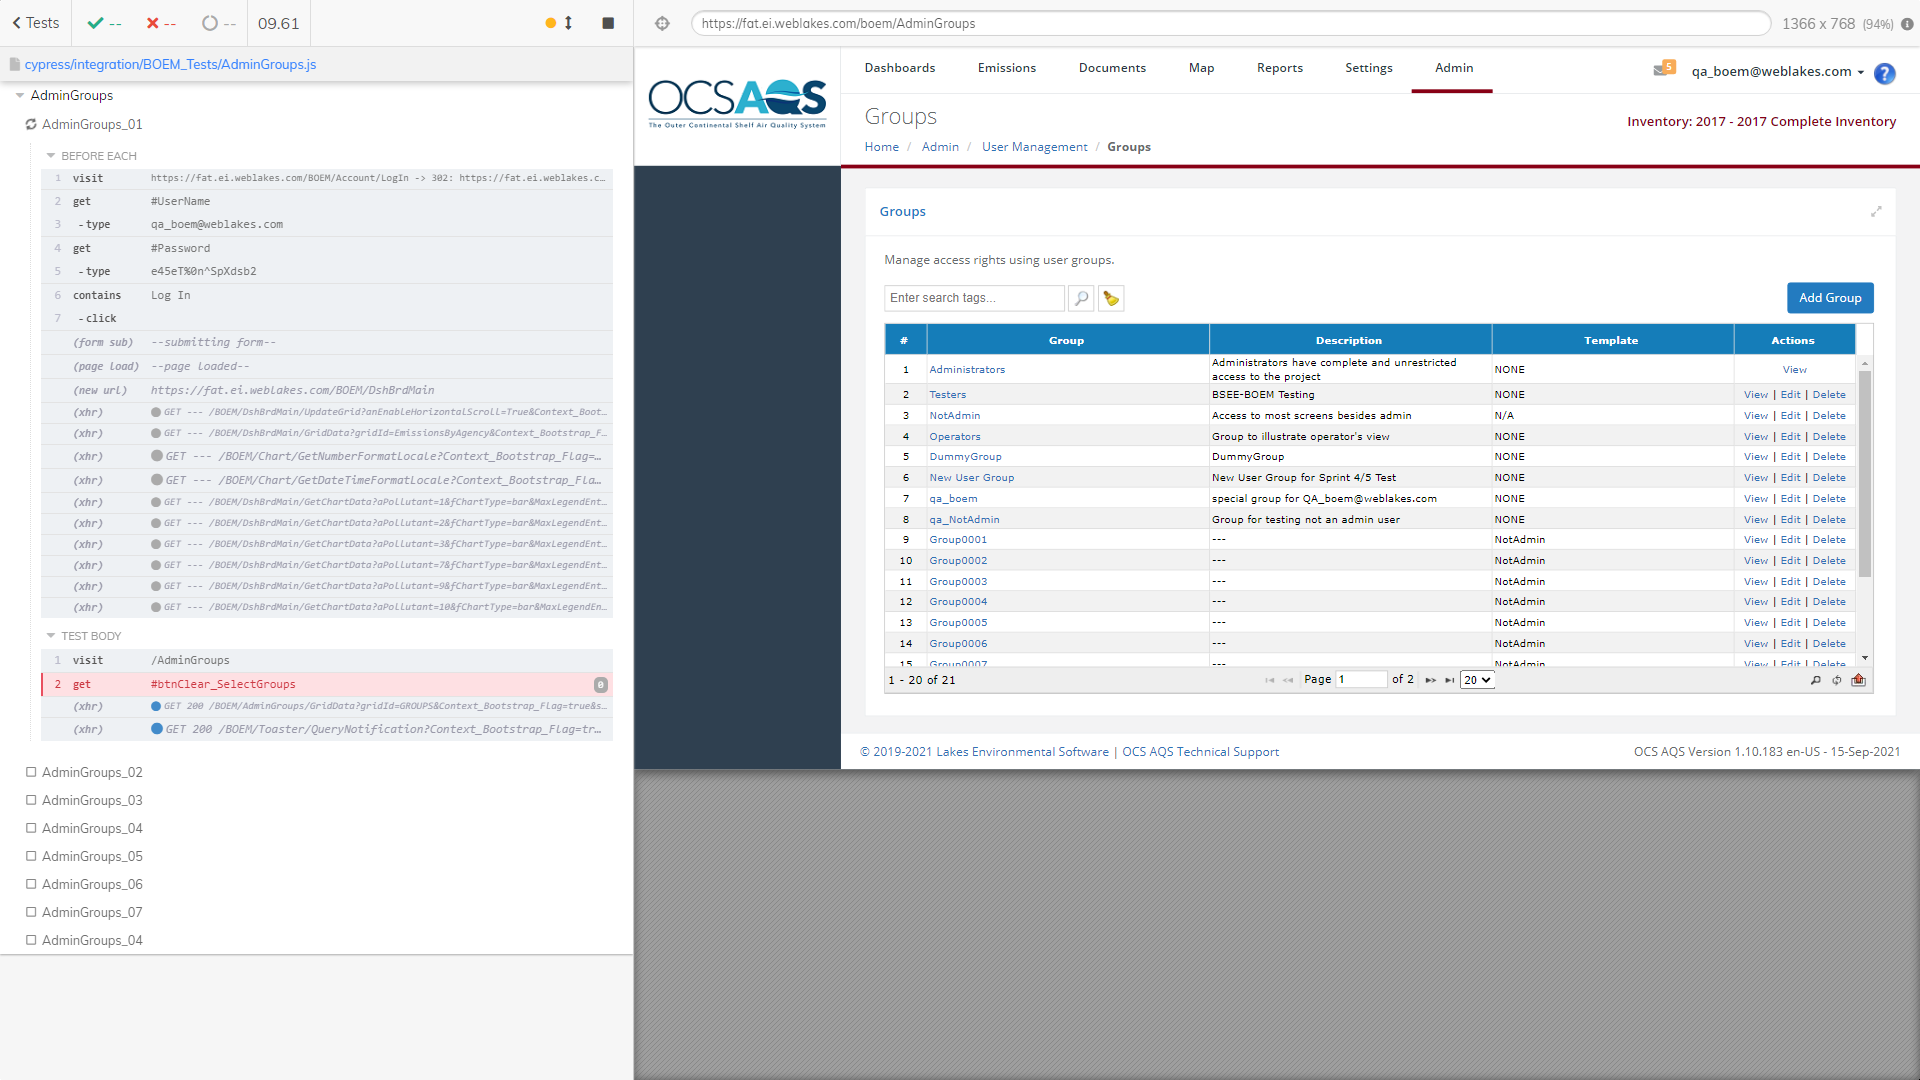 Tests
--
--
--
09.61
https://fat.ei.weblakes.com/boem/AdminGroups
1366 x 768 (94%)
cypress/integration/BOEM_Tests/AdminGroups.js
AdminGroups
AdminGroups_01
BEFORE EACH
1 visit https://fat.ei.weblakes.com/BOEM/Account/LogIn -> 302: https://fat.ei.weblakes.c...
2 get #UserName
3 -type qa_boem@weblakes.com
4 get #Password
5 -type e45eT%0n^SpXdsb2
6 contains Log In
7 -click
(form sub) --submitting form--
(page load) --page loaded--
(new url) https://fat.ei.weblakes.com/BOEM/DshBrdMain
(xhr) GET --- /BOEM/DshBrdMain/UpdateGrid?anEnableHorizontalScroll=True&Context_Boot...
(xhr) GET --- /BOEM/DshBrdMain/GridData?gridId=EmissionsByAgency&Context_Bootstrap_F...
(xhr) GET --- /BOEM/Chart/GetNumberFormatLocale?Context_Bootstrap_Flag=...
(xhr) GET --- /BOEM/Chart/GetDateTimeFormatLocale?Context_Bootstrap_Fla...
(xhr) GET --- /BOEM/DshBrdMain/GetChartData?aPollutant=1&fChartType=bar&MaxLegendEnt...
(xhr) GET --- /BOEM/DshBrdMain/GetChartData?aPollutant=2&fChartType=bar&MaxLegendEnt...
(xhr) GET --- /BOEM/DshBrdMain/GetChartData?aPollutant=3&fChartType=bar&MaxLegendEnt...
(xhr) GET --- /BOEM/DshBrdMain/GetChartData?aPollutant=7&fChartType=bar&MaxLegendEnt...
(xhr) GET --- /BOEM/DshBrdMain/GetChartData?aPollutant=9&fChartType=bar&MaxLegendEnt...
(xhr) GET --- /BOEM/DshBrdMain/GetChartData?aPollutant=10&fChartType=bar&MaxLegendEn...
TEST BODY
1 visit /AdminGroups
2 get #btnClear_SelectGroups 0
(xhr) GET 200 /BOEM/AdminGroups/GridData?gridId=GROUPS&Context_Bootstrap_Flag=true&s...
(xhr) GET 200 /BOEM/Toaster/QueryNotification?Context_Bootstrap_Flag=tr...
AdminGroups_02
AdminGroups_03
AdminGroups_04
AdminGroups_05
AdminGroups_06
AdminGroups_07
AdminGroups_04
OCSAQS
The Outer Continental Shelf Air Quality System
Dashboards Emissions Documents Map Reports Settings Admin
5 qa_boem@weblakes.com ?
Groups
Inventory: 2017 - 2017 Complete Inventory
Home / Admin / User Management / Groups
Groups
Manage access rights using user groups.
Enter search tags...
Add Group
# Group Description Template Actions
1 Administrators Administrators have complete and unrestricted access to the project NONE View
2 Testers BSEE-BOEM Testing NONE View | Edit | Delete
3 NotAdmin Access to most screens besides admin N/A View | Edit | Delete
4 Operators Group to illustrate operator's view NONE View | Edit | Delete
5 DummyGroup DummyGroup NONE View | Edit | Delete
6 New User Group New User Group for Sprint 4/5 Test NONE View | Edit | Delete
7 qa_boem special group for QA_boem@weblakes.com NONE View | Edit | Delete
8 qa_NotAdmin Group for testing not an admin user NONE View | Edit | Delete
9 Group0001 --- NotAdmin View | Edit | Delete
10 Group0002 --- NotAdmin View | Edit | Delete
11 Group0003 --- NotAdmin View | Edit | Delete
12 Group0004 --- NotAdmin View | Edit | Delete
13 Group0005 --- NotAdmin View | Edit | Delete
14 Group0006 --- NotAdmin View | Edit | Delete
15 Group0007 --- NotAdmin View | Edit | Delete
1 - 20 of 21
Page 1 of 2
20
© 2019-2021 Lakes Environmental Software | OCS AQS Technical Support
OCS AQS Version 1.10.183 en-US - 15-Sep-2021